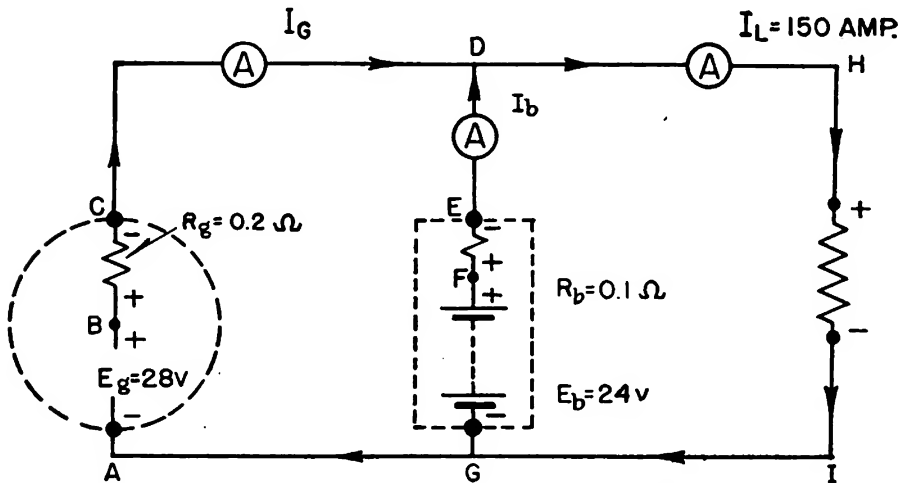 I_G
D
I_L=150 AMP.
A
A
H
I_b
A
C
E
-
-
+
R_g=0.2 Ω
+
F
+
R_b=0.1 Ω
+
B
+
-
E_g=28V
E_b=24V
-
-
A
G
I